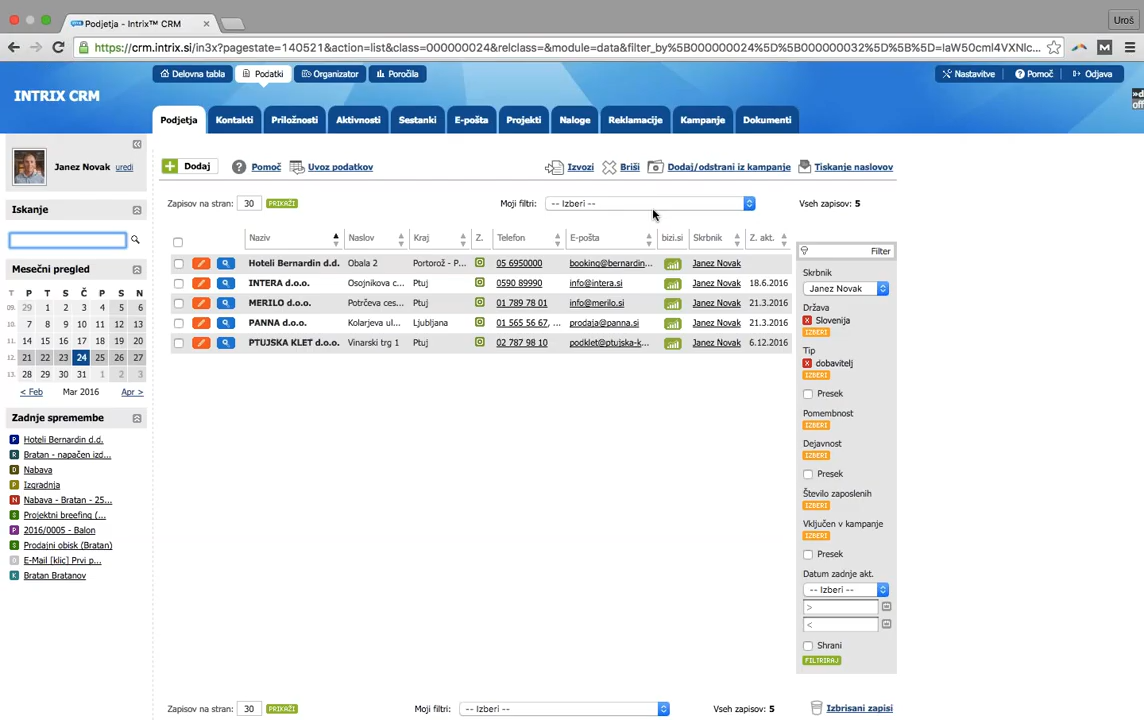 Podjetja - Intrix™ CRM
Uroš
https://crm.intrix.si/in3x?pagestate=140521&action=list&class=000000024&relclass=&module=data&filter_by%5B000000024%5D%5B000000032%5D%5B%5D=laW50cml4VXNlc...
Delovna tabla Podatki Organizator Poročila Nastavitve Pomoč Odjava
INTRIX CRM
Podjetja Kontakti Priložnosti Aktivnosti Sestanki E-pošta Projekti Naloge Reklamacije Kampanje Dokumenti
Janez Novak uredi
Dodaj Pomoč Uvoz podatkov Izvozi Briši Dodaj/odstrani iz kampanje Tiskanje naslovov
Iskanje
Zapisov na stran: 30 PRIKAŽI Moji filtri: -- Izberi -- Vseh zapisov: 5
Naziv Naslov Kraj Z. Telefon E-pošta bizi.si Skrbnik Z. akt.
Hoteli Bernardin d.d. Obala 2 Portorož - P... 05 6950000 booking@bernardin... Janez Novak
INTERA d.o.o. Osojnikova c... Ptuj 0590 89990 info@intera.si Janez Novak 18.6.2016
MERILO d.o.o. Potrčeva ces... Ptuj 01 789 78 01 info@merilo.si Janez Novak 21.3.2016
PANNA d.o.o. Kolarjeva ul... Ljubljana 01 565 56 67, ... prodaja@panna.si Janez Novak 21.3.2016
PTUJSKA KLET d.o.o. Vinarski trg 1 Ptuj 02 787 98 10 podklet@ptujska-k... Janez Novak 6.12.2016
Mesečni pregled
T P T S Č P S N
09. 29 1 2 3 4 5 6
10. 7 8 9 10 11 12 13
11. 14 15 16 17 18 19 20
12. 21 22 23 24 25 26 27
13. 28 29 30 31 1 2 3
< Feb Mar 2016 Apr >
Zadnje spremembe
P Hoteli Bernardin d.d.
R Bratan - napačen izd...
D Nabava
P Izgradnja
N Nabava - Bratan - 25...
S Projektni breefing (...
P 2016/0005 - Balon
S Prodajni obisk (Bratan)
E-Mail [klic] Prvi p...
K Bratan Bratanov
Filter
Skrbnik
Janez Novak
Država
Slovenija
IZBERI
Tip
dobavitelj
IZBERI
Presek
Pomembnost
IZBERI
Dejavnost
IZBERI
Presek
Število zaposlenih
IZBERI
Vključen v kampanje
IZBERI
Presek
Datum zadnje akt.
-- Izberi --
>
<
Shrani
FILTRIRAJ
Zapisov na stran: 30 PRIKAŽI Moji filtri: -- Izberi -- Vseh zapisov: 5 Izbrisani zapisi